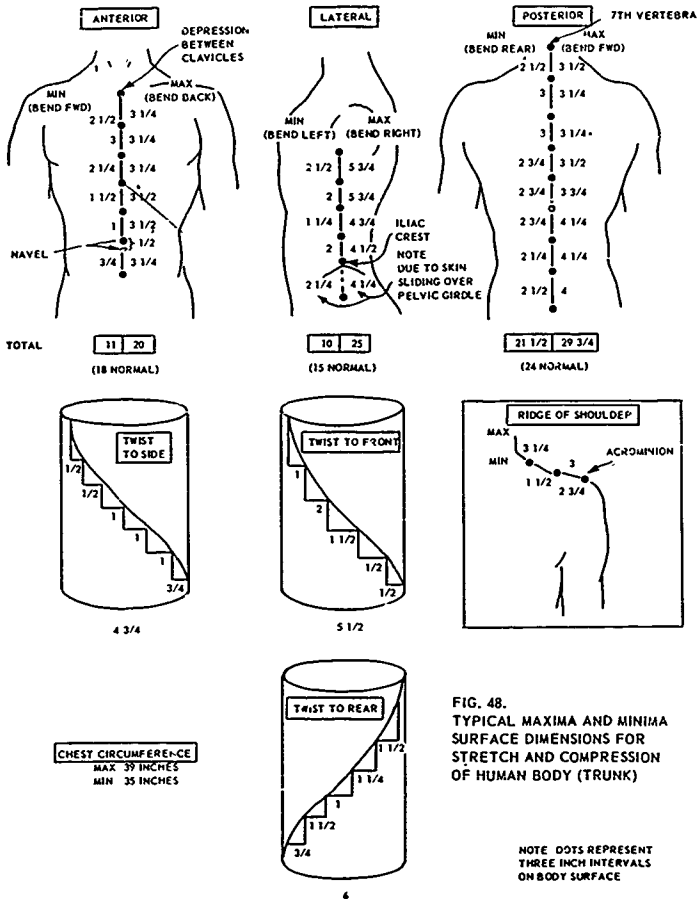 ANTERIOR
DEPRESSION
BETWEEN
CLAVICLES
MIN
(BEND FWD)
MAX
(BEND BACK)
2 1/2 3 1/4
3 3 1/4
2 1/4 3 1/4
1 1/2 3 1/2
1 3 1/2
1/2
NAVEL
3/4 3 1/4
LATERAL
MIN
(BEND LEFT)
MAX
(BEND RIGHT)
2 1/2 5 3/4
2 5 3/4
1 1/4 4 3/4
2 4 1/2
2 1/4 4 1/4
ILIAC
CREST
NOTE
DUE TO SKIN
SLIDING OVER
PELVIC GIRDLE
POSTERIOR
7TH VERTEBRA
MIN
(BEND REAR)
MAX
(BEND FWD)
2 1/2 3 1/2
3 3 1/4
3 3 1/4
2 3/4 3 1/2
2 3/4 3 3/4
2 3/4 4 1/4
2 1/4 4 1/4
2 1/2 4
TOTAL
11 20
(18 NORMAL)
10 25
(15 NORMAL)
21 1/2 29 3/4
(24 NORMAL)
TWIST
TO SIDE
1/2
1/2
1
1
1
3/4
4 3/4
TWIST TO FRONT
1
2
1 1/2
1/2
1/2
5 1/2
RIDGE OF SHOULDEP
MAX
3 1/4
MIN
3
ACROMINION
1 1/2
2 3/4
TWIST TO REAR
1 1/2
1 1/4
1
1 1/2
3/4
6
CHEST CIRCUMFERENCE
MAX 39 INCHES
MIN 35 INCHES
FIG. 48.
TYPICAL MAXIMA AND MINIMA
SURFACE DIMENSIONS FOR
STRETCH AND COMPRESSION
OF HUMAN BODY (TRUNK)
NOTE DOTS REPRESENT
THREE INCH INTERVALS
ON BODY SURFACE